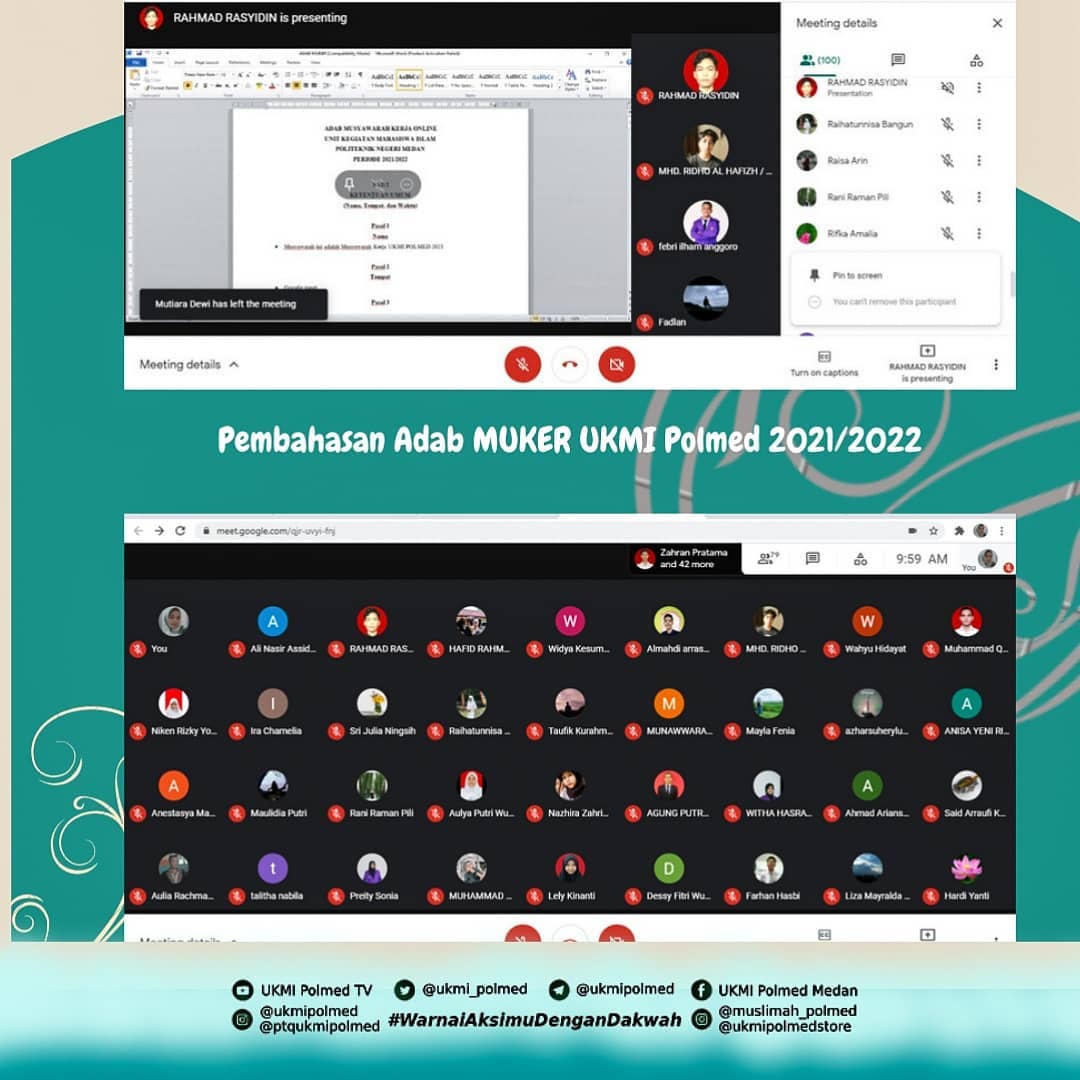 RAHMAD RASYIDIN is presenting
Meeting details
(100)
RAHMAD RASYIDIN
Presentation
Raihatunnisa Bangun
Raisa Arin
Rani Raman Pili
Rifka Amalia
Pin to screen
You can't remove this participant
ADAB MUSYAWARAH KERJA ONLINE
UNIT KEGIATAN MAHASISWA ISLAM
POLITEKNIK NEGERI MEDAN
PERIODE 2021/2022
KETENTUAN UMUM
(Nama, Tempat, dan Waktu)
Pasal 1
Nama
Musyawarah ini adalah Musyawarah Kerja UKMI POLMED 2021
Pasal 2
Tempat
Pasal 3
RAHMAD RASYIDIN
MHD. RIDHO AL HAFIZH / ...
febri ilham anggoro
Fadlan
Mutiara Dewi has left the meeting
Meeting details
Turn on captions
RAHMAD RASYIDIN
is presenting
Pembahasan Adab MUKER UKMI Polmed 2021/2022
meet.google.com/qjr-uvyi-fnj
Zahran Pratama
and 42 more
79
9:59 AM
You
You
A
Ali Nasir Assid...
RAHMAD RAS...
HAFID RAHM...
W
Widya Kesum...
Almahdi arras...
MHD. RIDHO ...
W
Wahyu Hidayat
Muhammad Q...
Niken Rizky Yo...
I
Ira Chamelia
Sri Julia Ningsih
Raihatunnisa ...
Taufik Kurahm...
M
MUNAWWARA...
Mayla Fenia
azharsuherylu...
A
ANISA YENI RI...
A
Anestasya Ma...
Maulidia Putri
Rani Raman Pili
Aulya Putri Wu...
Nazhira Zahri...
AGUNG PUTR...
WITHA HASRA...
A
Ahmad Arians...
Said Arraufi K...
Aulia Rachma...
t
talitha nabila
Preity Sonia
MUHAMMAD ...
Lely Kinanti
D
Dessy Fitri Wu...
Farhan Hasbi
Liza Mayralda ...
Hardi Yanti
UKMI Polmed TV
@ukmi_polmed
@ukmipolmed
UKMI Polmed Medan
@ukmipolmed
@ptqukmipolmed
#WarnaiAksimuDenganDakwah
@muslimah_polmed
@ukmipolmedstore